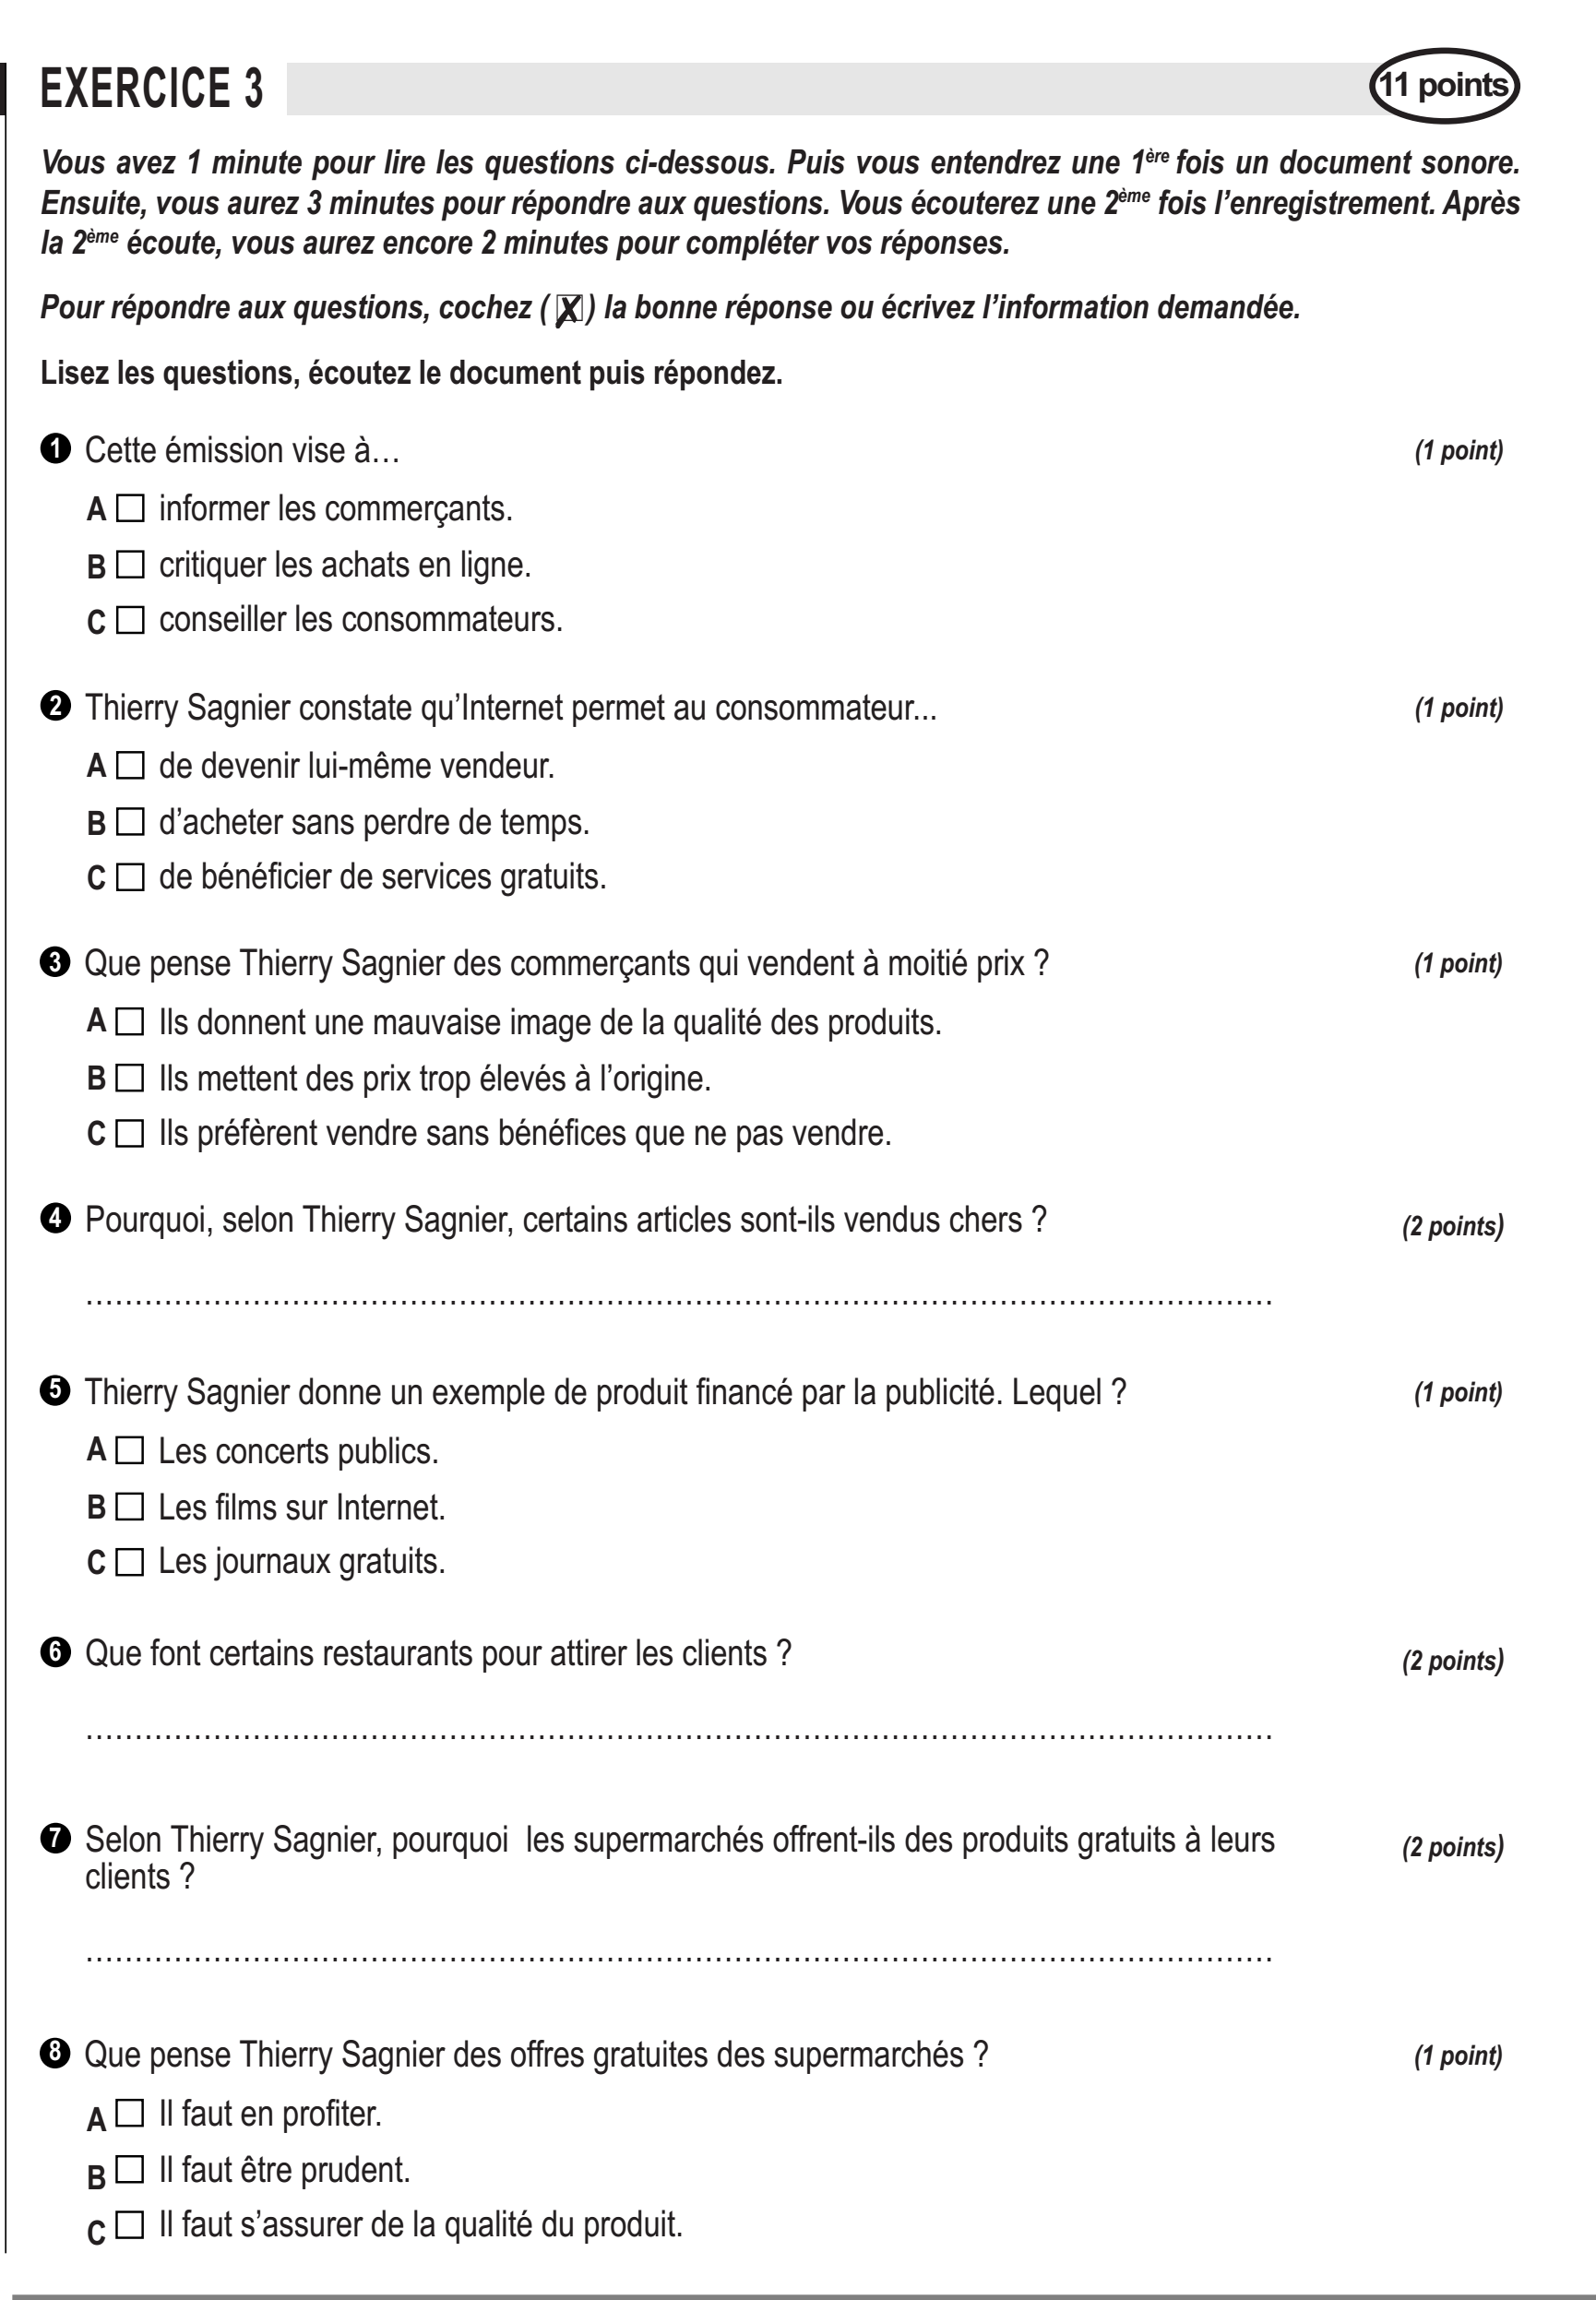 EXERCICE 3
11 points
Vous avez 1 minute pour lire les questions ci-dessous. Puis vous entendrez une 1ère fois un document sonore.
Ensuite, vous aurez 3 minutes pour répondre aux questions. Vous écouterez une 2ème fois l’enregistrement. Après
la 2ème écoute, vous aurez encore 2 minutes pour compléter vos réponses.
Pour répondre aux questions, cochez (☒) la bonne réponse ou écrivez l’information demandée.
Lisez les questions, écoutez le document puis répondez.
❶ Cette émission vise à… (1 point)
A □ informer les commerçants.
B □ critiquer les achats en ligne.
C □ conseiller les consommateurs.
❷ Thierry Sagnier constate qu’Internet permet au consommateur... (1 point)
A □ de devenir lui-même vendeur.
B □ d’acheter sans perdre de temps.
C □ de bénéficier de services gratuits.
❸ Que pense Thierry Sagnier des commerçants qui vendent à moitié prix ? (1 point)
A □ Ils donnent une mauvaise image de la qualité des produits.
B □ Ils mettent des prix trop élevés à l’origine.
C □ Ils préfèrent vendre sans bénéfices que ne pas vendre.
❹ Pourquoi, selon Thierry Sagnier, certains articles sont-ils vendus chers ? (2 points)
❺ Thierry Sagnier donne un exemple de produit financé par la publicité. Lequel ? (1 point)
A □ Les concerts publics.
B □ Les films sur Internet.
C □ Les journaux gratuits.
❻ Que font certains restaurants pour attirer les clients ? (2 points)
❼ Selon Thierry Sagnier, pourquoi les supermarchés offrent-ils des produits gratuits à leurs (2 points)
clients ?
❽ Que pense Thierry Sagnier des offres gratuites des supermarchés ? (1 point)
A □ Il faut en profiter.
B □ Il faut être prudent.
C □ Il faut s’assurer de la qualité du produit.